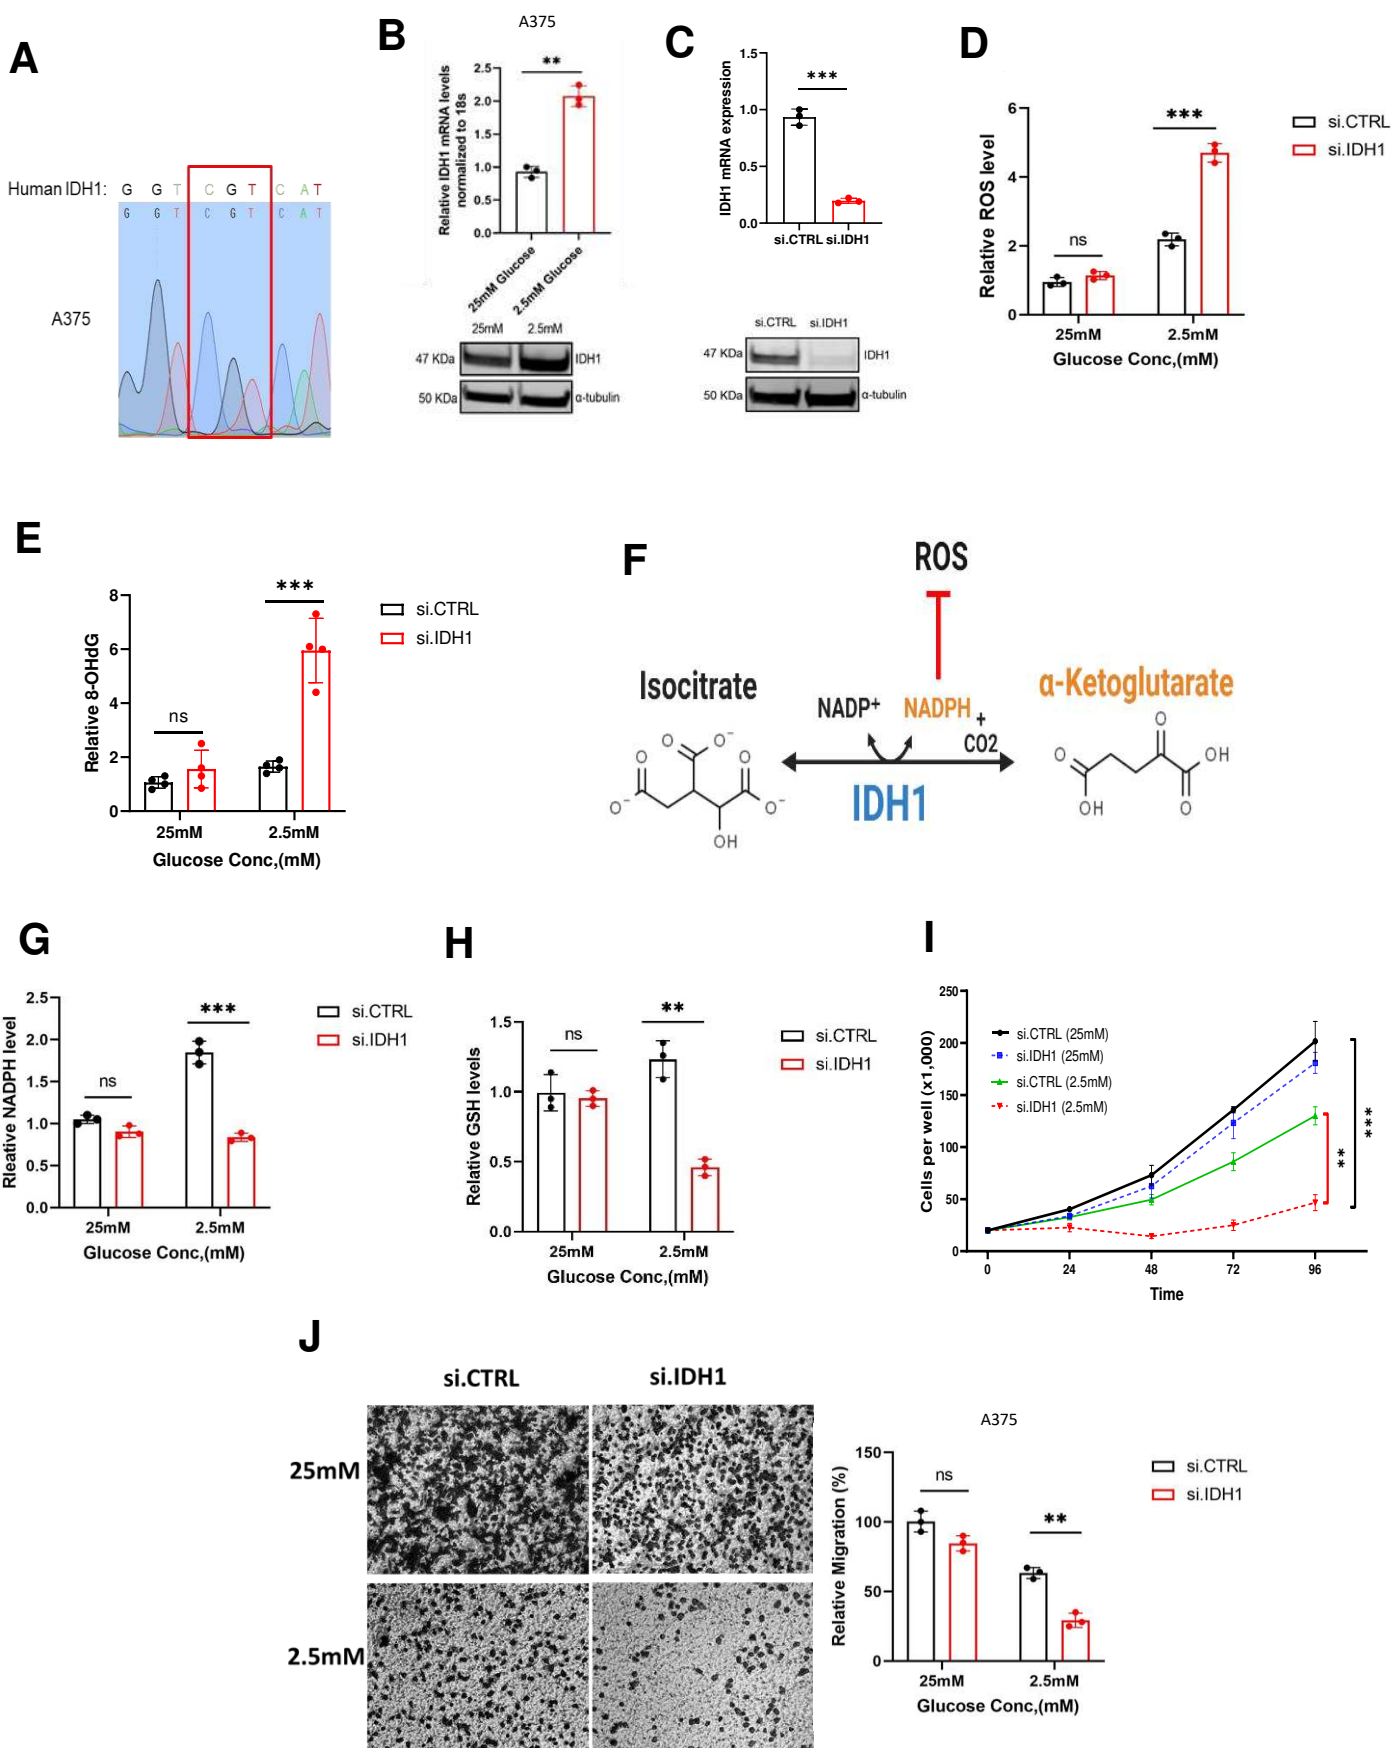 A
Human IDH1: G G T C G T C A T
G G T C G T C A T
A375
B
A375
Relative IDH1 mRNA levels
normalized to 18s
2.5
2.0
1.5
1.0
0.5
0.0
**
25mM Glucose
2.5mM Glucose
25mM 2.5mM
47 KDa IDH1
50 KDa α-tubulin
C
IDH1 mRNA expression
1.5
1.0
0.5
0.0
***
si.CTRL si.IDH1
si.CTRL si.IDH1
47 KDa IDH1
50 KDa α-tubulin
D
Relative ROS level
6
4
2
0
ns
***
25mM 2.5mM
Glucose Conc,(mM)
si.CTRL
si.IDH1
E
Relative 8-OHdG
8
6
4
2
0
ns
***
25mM 2.5mM
Glucose Conc,(mM)
si.CTRL
si.IDH1
F
ROS
Isocitrate
NADP+ NADPH +
CO2
α-Ketoglutarate
IDH1
O O⁻
O O
O⁻ O⁻
OH
O
O OH
OH O
G
Rleative NADPH level
2.5
2.0
1.5
1.0
0.5
0.0
ns
***
25mM 2.5mM
Glucose Conc,(mM)
si.CTRL
si.IDH1
H
Relative GSH levels
1.5
1.0
0.5
0.0
ns
**
25mM 2.5mM
Glucose Conc,(mM)
si.CTRL
si.IDH1
I
Cells per well (x1,000)
250
200
150
100
50
0
si.CTRL (25mM)
si.IDH1 (25mM)
si.CTRL (2.5mM)
si.IDH1 (2.5mM)
**
***
0 24 48 72 96
Time
J
si.CTRL si.IDH1
25mM
2.5mM
A375
Relative Migration (%)
150
100
50
0
ns
**
25mM 2.5mM
Glucose Conc,(mM)
si.CTRL
si.IDH1